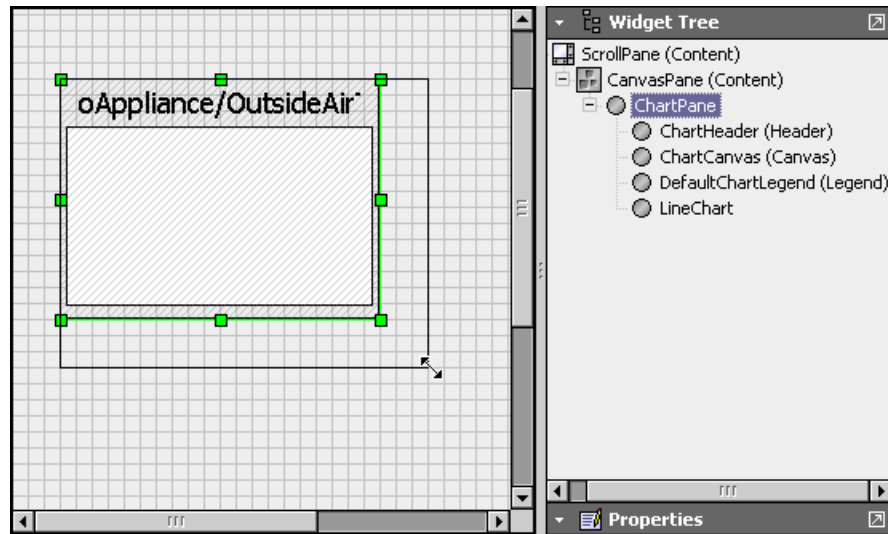 oAppliance/OutsideAir
Widget Tree
ScrollPane (Content)
CanvasPane (Content)
ChartPane
ChartHeader (Header)
ChartCanvas (Canvas)
DefaultChartLegend (Legend)
LineChart
Properties